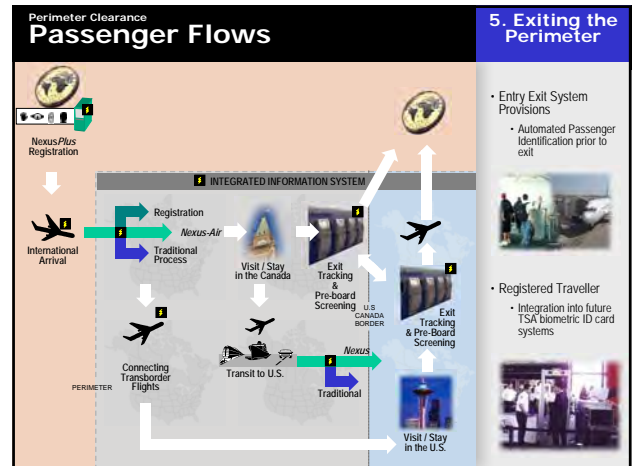 Perimeter Clearance
Passenger Flows
5. Exiting the
Perimeter
NexusPlus
Registration
INTEGRATED INFORMATION SYSTEM
Registration
Nexus-Air
Traditional
Process
International
Arrival
Visit / Stay
in the Canada
Exit
Tracking
&
Pre-board
Screening
U.S
CANADA
BORDER
Exit
Tracking
& Pre-Board
Screening
Connecting
Transborder
Flights
PERIMETER
Transit to U.S.
Nexus
Traditional
Visit / Stay
in the U.S.
• Entry Exit System
Provisions
• Automated Passenger
Identification prior to
exit
• Registered Traveller
• Integration into future
TSA biometric ID card
systems